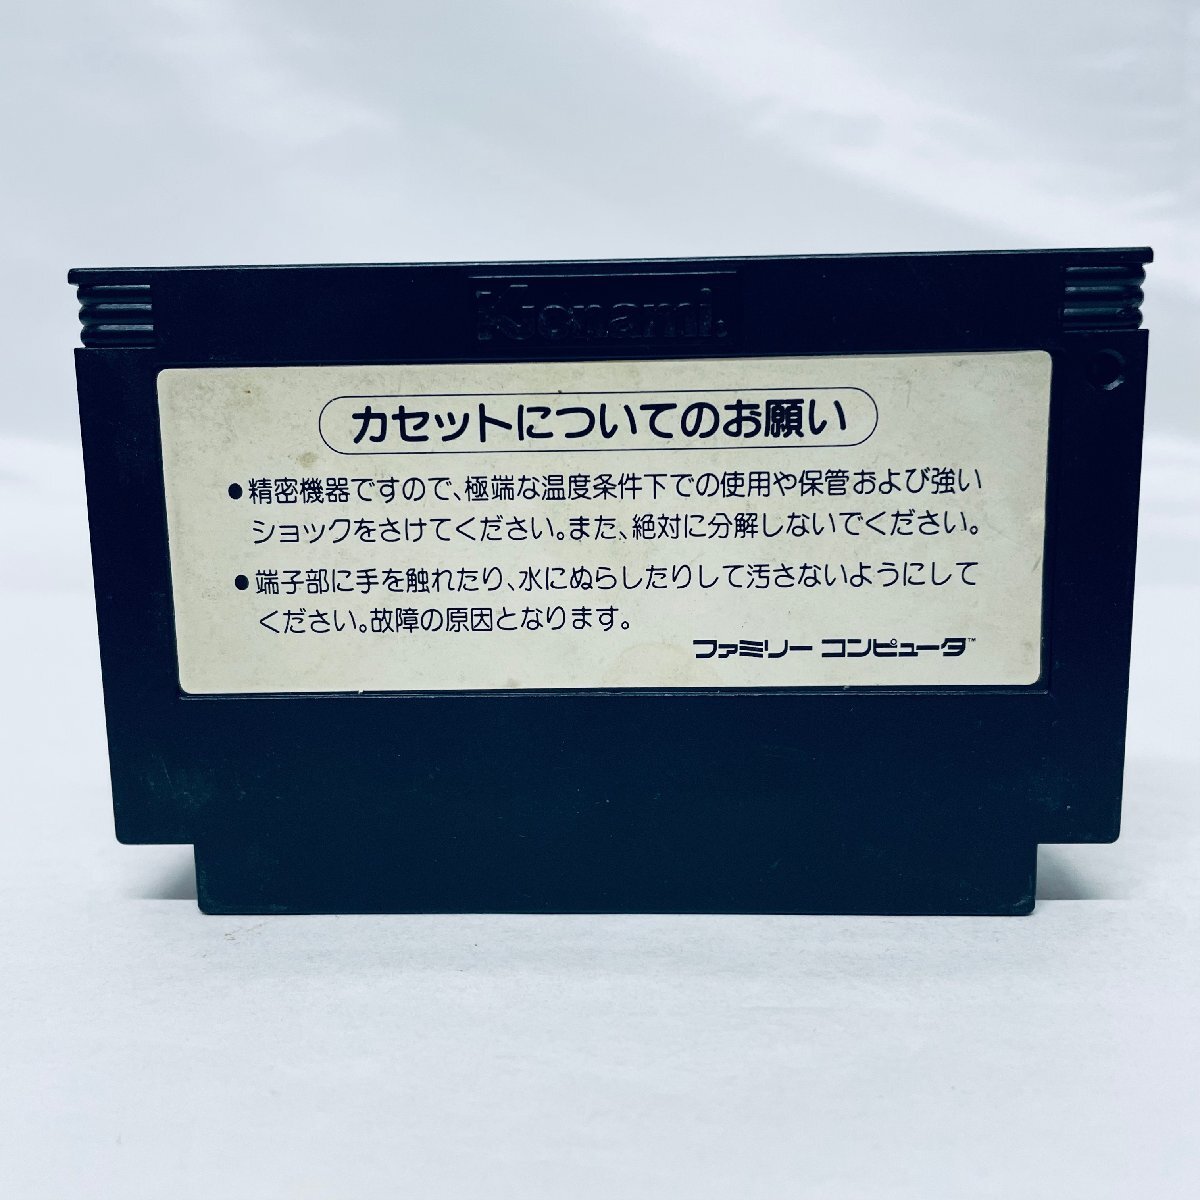 Konami
カセットについてのお願い
●精密機器ですので、極端な温度条件下での使用や保管および強い
ショックをさけてください。また、絶対に分解しないでください。
●端子部に手を触れたり、水にぬらしたりして汚さないようにして
ください。故障の原因となります。
ファミリー コンピュータ™